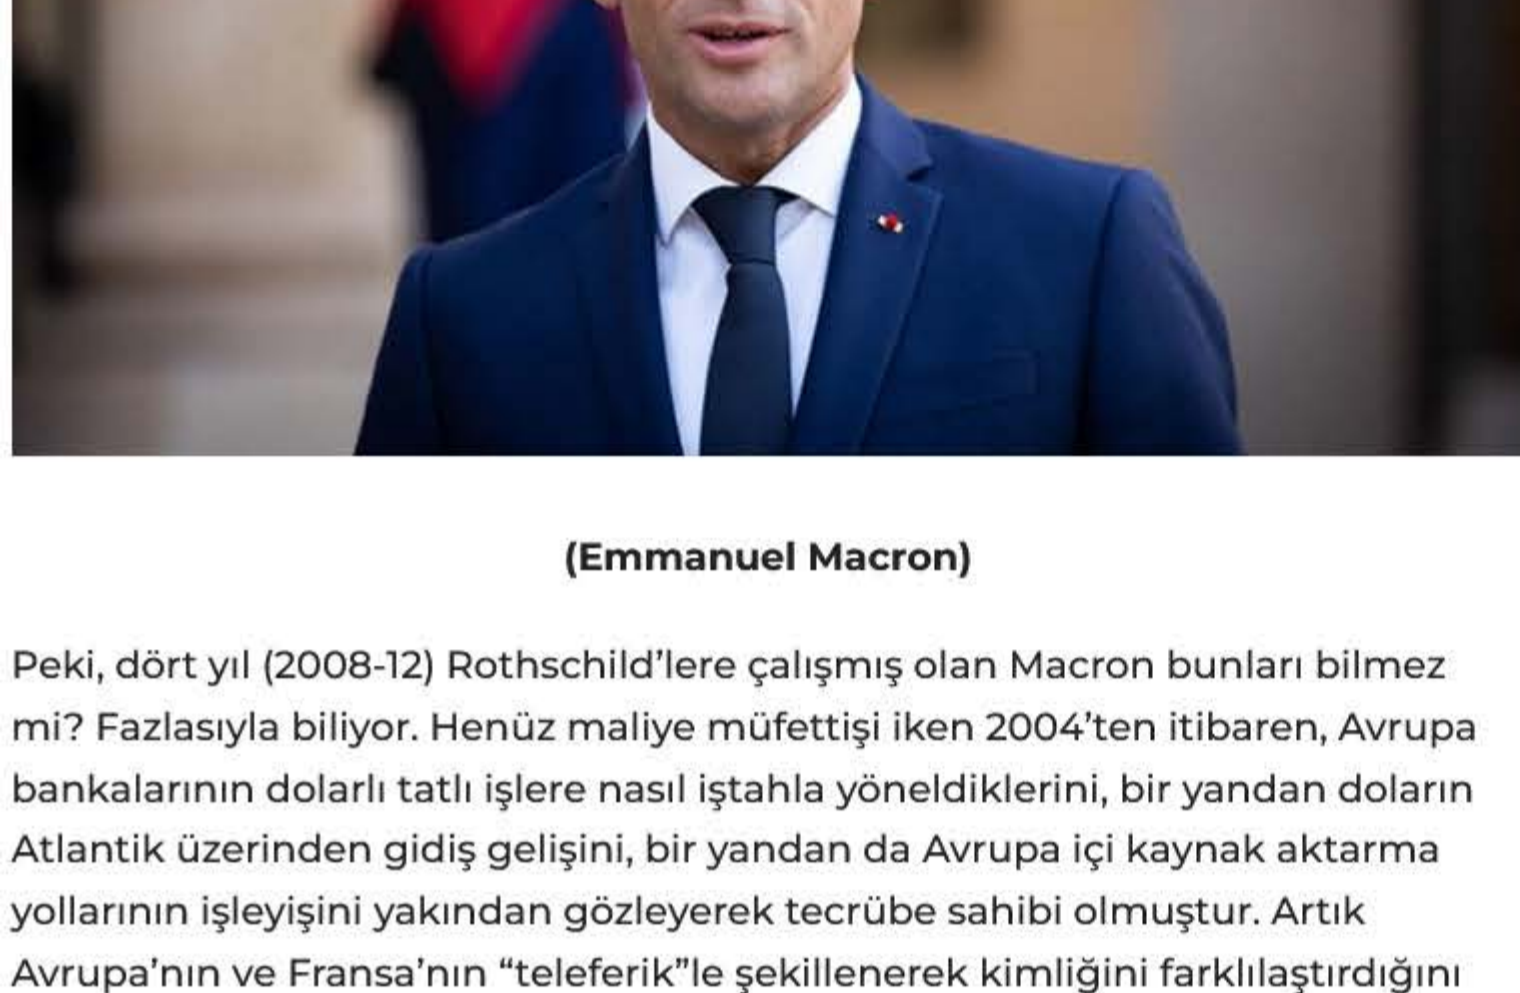 (Emmanuel Macron)
Peki, dört yıl (2008-12) Rothschild’lere çalışmış olan Macron bunları bilmez
mi? Fazlasıyla biliyor. Henüz maliye müfettişi iken 2004’ten itibaren, Avrupa
bankalarının dolarlı tatlı işlere nasıl iştahla yöneldiklerini, bir yandan doların
Atlantik üzerinden gidiş gelişini, bir yandan da Avrupa içi kaynak aktarma
yollarının işleyişini yakından gözleyerek tecrübe sahibi olmuştur. Artık
Avrupa’nın ve Fransa’nın “teleferik”le şekillenerek kimliğini farklılaştırdığını